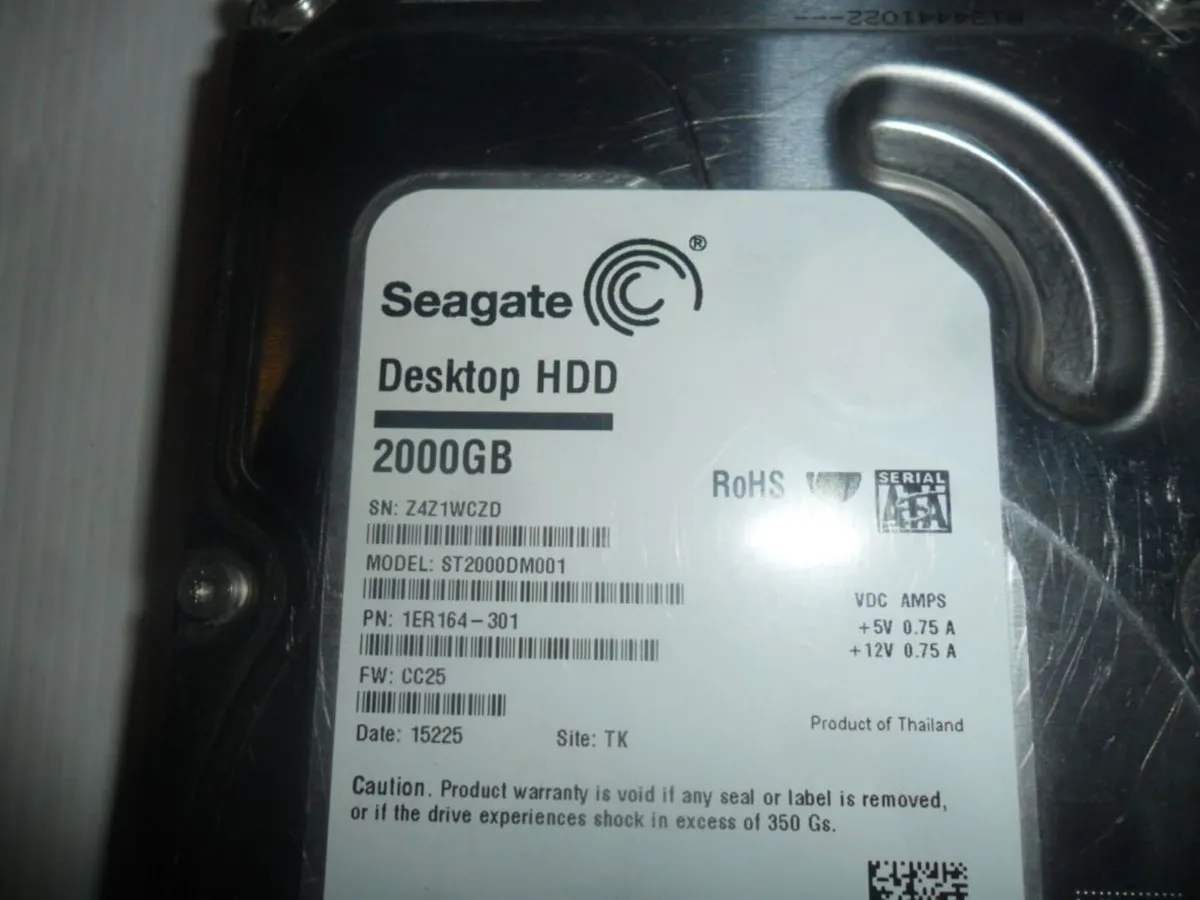 Seagate®
Desktop HDD
2000GB
RoHS
SERIAL
ATA
SN: Z4Z1WCZD
MODEL: ST2000DM001
PN: 1ER164-301
FW: CC25
VDC AMPS
+5V 0.75 A
+12V 0.75 A
Date: 15225
Site: TK
Product of Thailand
Caution. Product warranty is void if any seal or label is removed,
or if the drive experiences shock in excess of 350 Gs.